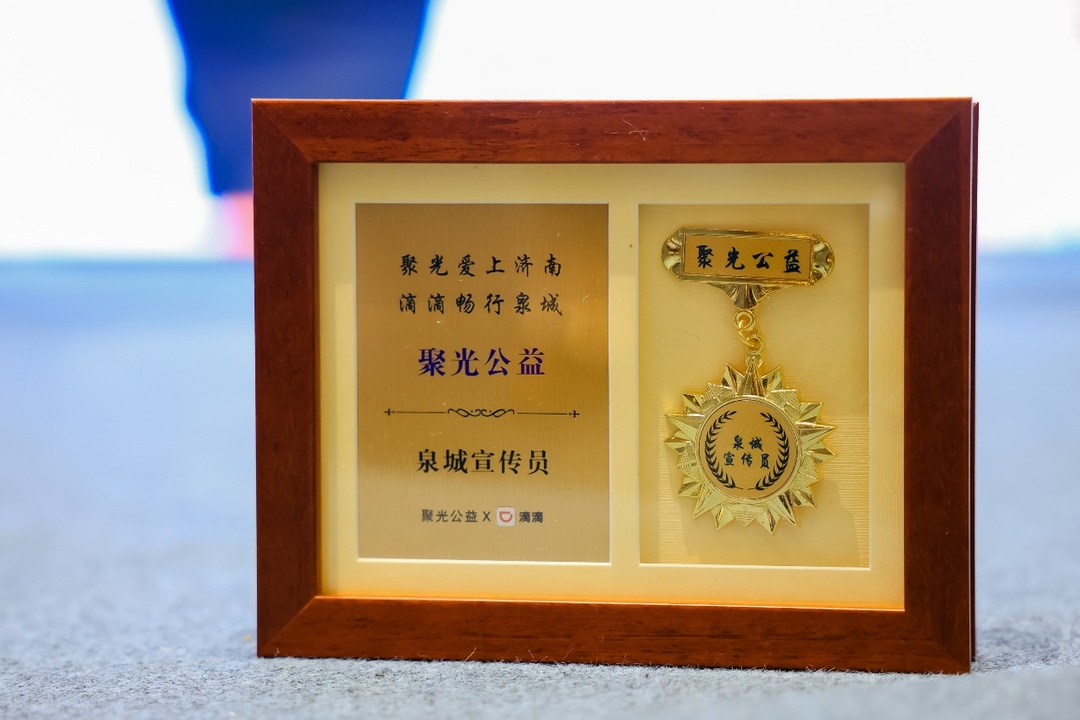 聚光爱上济南
滴滴畅行泉城
聚光公益
泉城宣传员
聚光公益 X 滴滴
聚光公益
泉城
宣传员